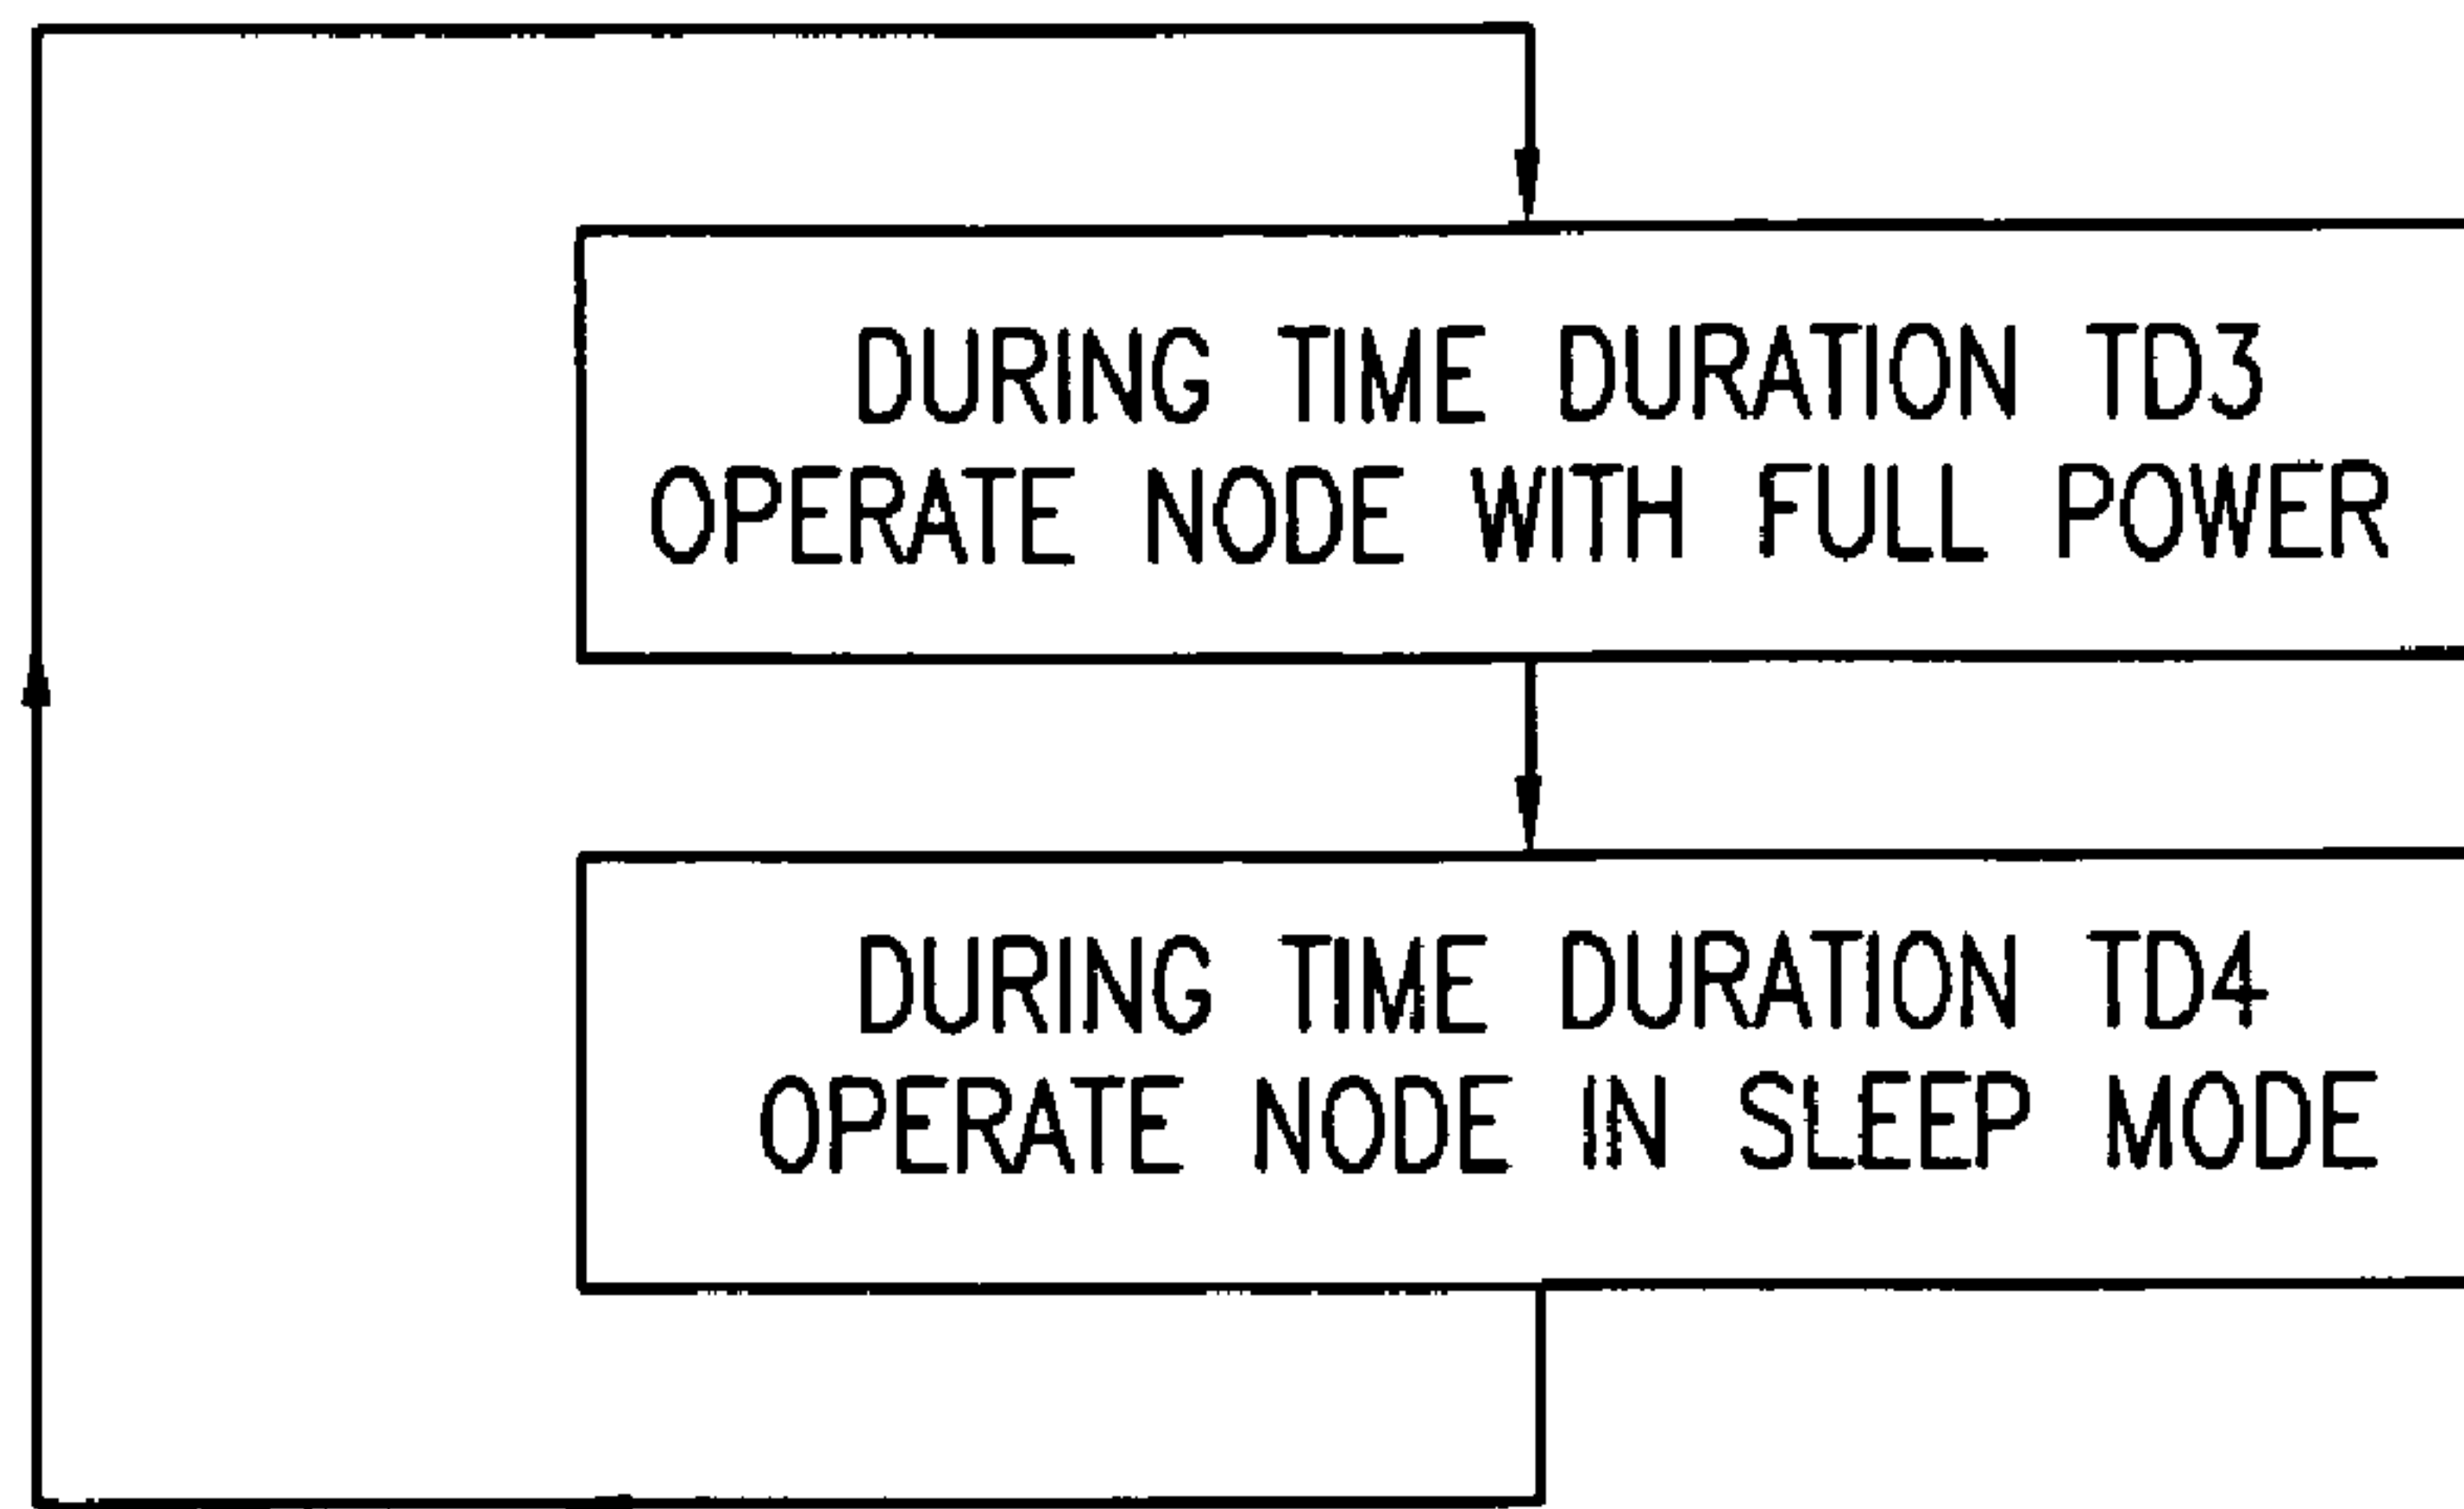 DURING TIME DURATION TD3
OPERATE NODE WITH FULL POWER
DURING TIME DURATION TD4
OPERATE NODE IN SLEEP MODE